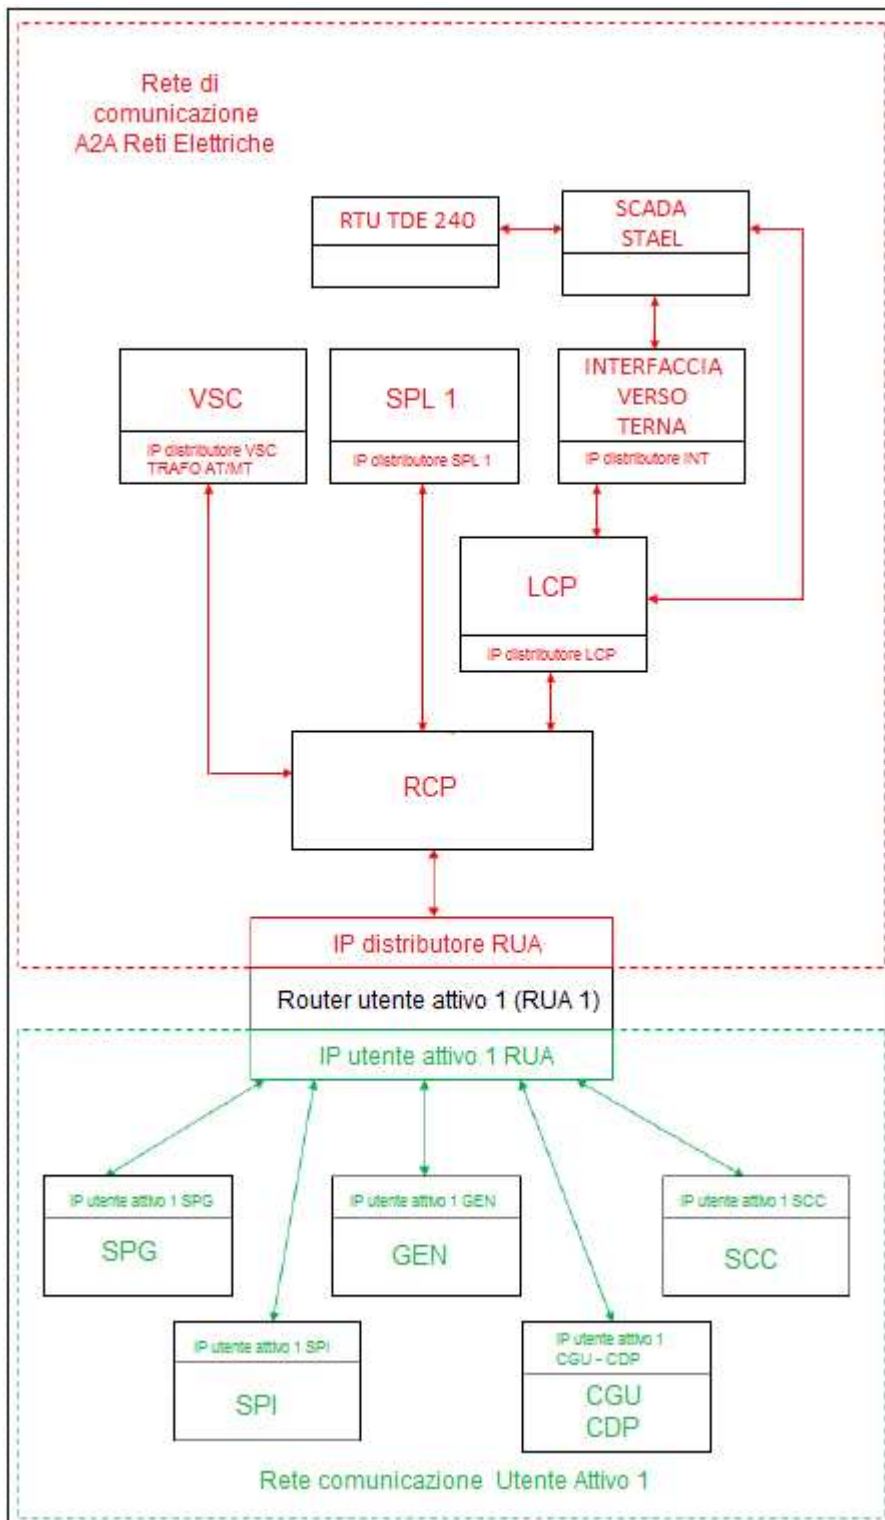 Rete di
comunicazione
A2A Reti Elettriche
RTU TDE 240
SCADA
STAEL
VSC
IP distributore VSC
TRAFO AT/MT
SPL 1
IP distributore SPL 1
INTERFACCIA
VERSO
TERNA
IP distributore INT
LCP
IP distributore LCP
RCP
IP distributore RUA
Router utente attivo 1 (RUA 1)
IP utente attivo 1 RUA
IP utente attivo 1 SPG
SPG
IP utente attivo 1 GEN
GEN
IP utente attivo 1 SCC
SCC
IP utente attivo 1 SPI
SPI
IP utente attivo 1
CGU - CDP
CGU
CDP
Rete comunicazione Utente Attivo 1